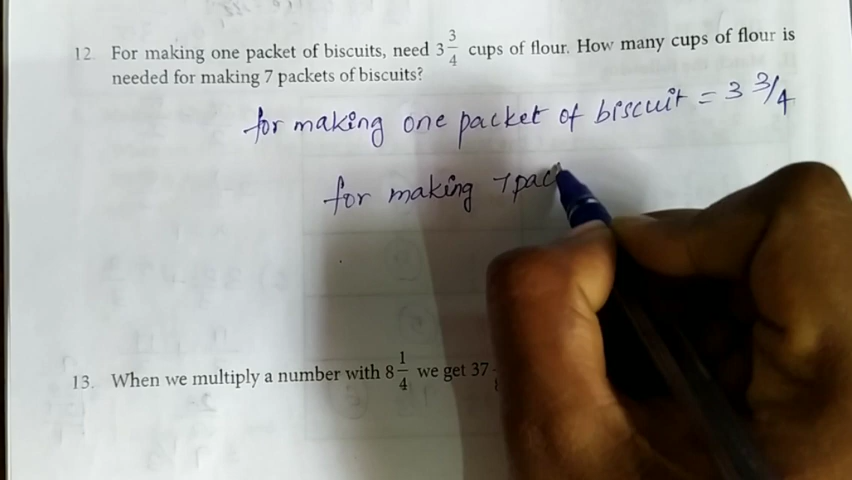 12. For making one packet of biscuits, need 3 3/4 cups of flour. How many cups of flour is
needed for making 7 packets of biscuits?
for making one packet of biscuit = 3 3/4
for making 7 pac
13. When we multiply a number with 8 1/4 we get 37